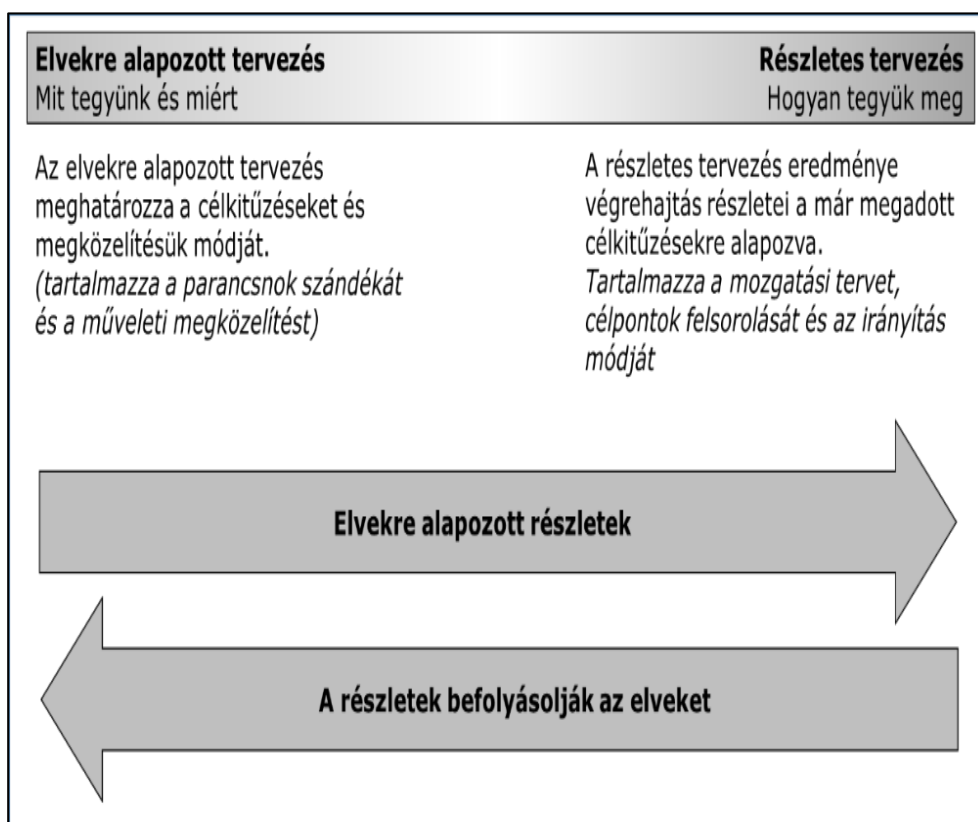 Elvekre alapozott tervezés
Mit tegyünk és miért
Részletes tervezés
Hogyan tegyük meg
Az elvekre alapozott tervezés
meghatározza a célkitűzéseket és
megközelítésük módját.
(tartalmazza a parancsnok szándékát
és a műveleti megközelítést)
A részletes tervezés eredménye
végrehajtás részletei a már megadott
célkitűzésekre alapozva.
Tartalmazza a mozgatási tervet,
célpontok felsorolását és az irányítás
módját
Elvekre alapozott részletek
A részletek befolyásolják az elveket